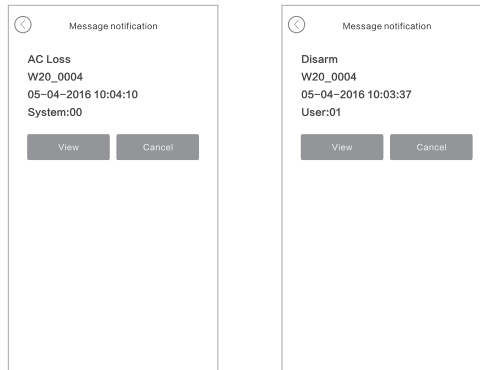 Message notification
AC Loss
W20_0004
05-04-2016 10:04:10
System:00
View Cancel
Message notification
Disarm
W20_0004
05-04-2016 10:03:37
User:01
View Cancel